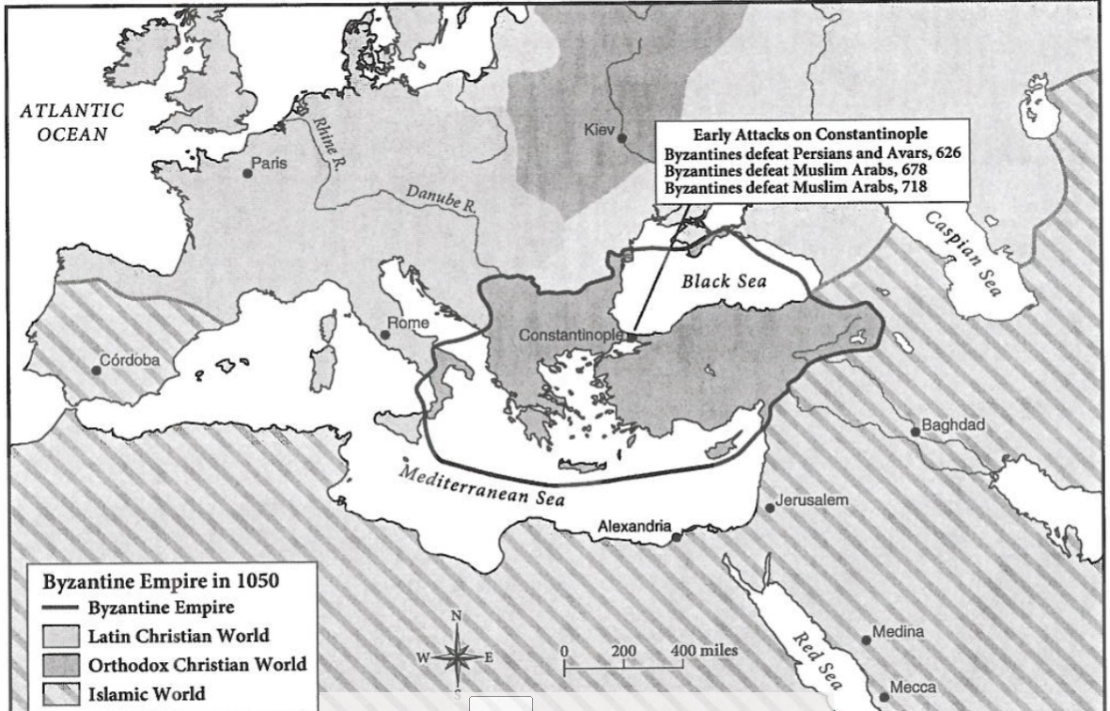 ATLANTIC
OCEAN
Paris
Rhine R.
Danube R.
Kiev
Early Attacks on Constantinople
Byzantines defeat Persians and Avars, 626
Byzantines defeat Muslim Arabs, 678
Byzantines defeat Muslim Arabs, 718
Caspian Sea
Black Sea
Rome
Constantinople
Córdoba
Baghdad
Mediterranean Sea
Jerusalem
Alexandria
Medina
Mecca
Red Sea
Byzantine Empire in 1050
Byzantine Empire
Latin Christian World
Orthodox Christian World
Islamic World
N
W E
S
0 200 400 miles